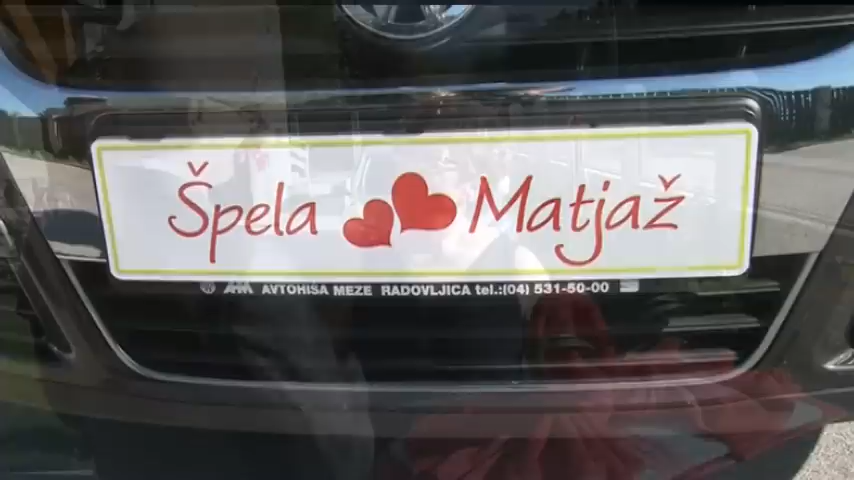 Špela Matjaž
AVTOHIŠA MEZE RADOVLJICA tel.:(04) 531-50-00